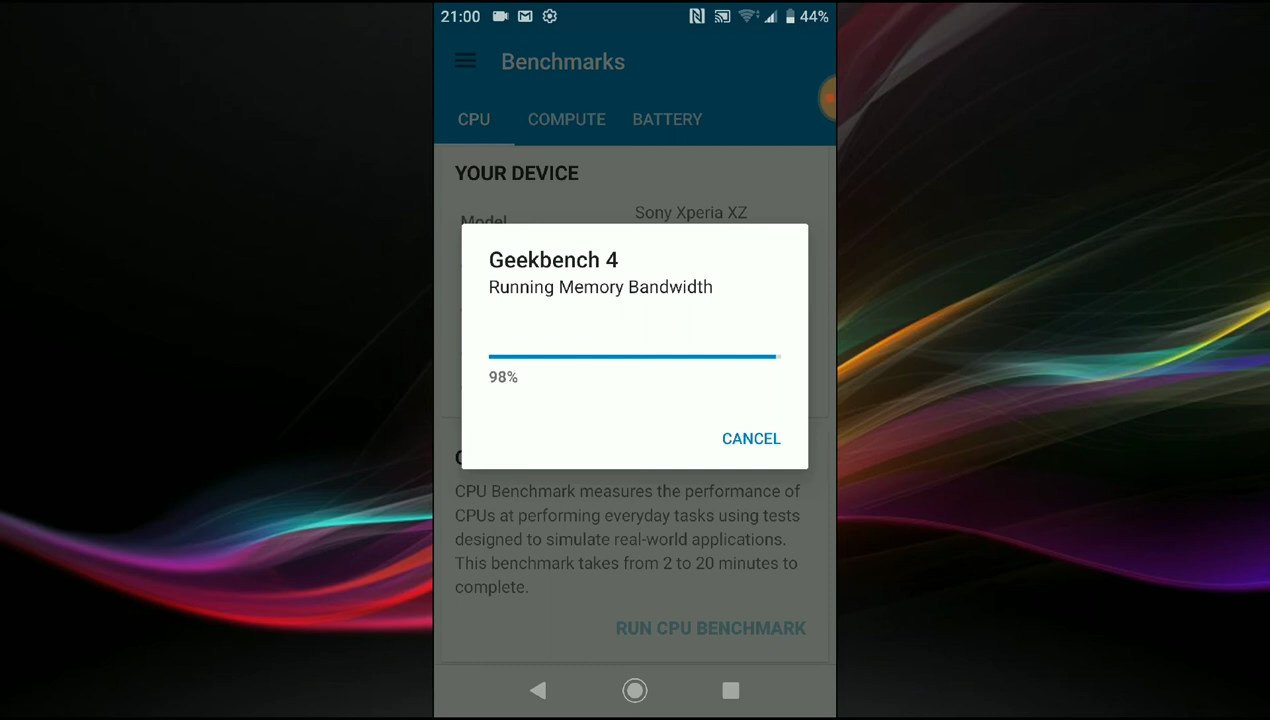 21:00 44%
Benchmarks
CPU COMPUTE BATTERY
YOUR DEVICE
Model Sony Xperia XZ
Geekbench 4
Running Memory Bandwidth
98%
CANCEL
CPU Benchmark measures the performance of
CPUs at performing everyday tasks using tests
designed to simulate real-world applications.
This benchmark takes from 2 to 20 minutes to
complete.
RUN CPU BENCHMARK